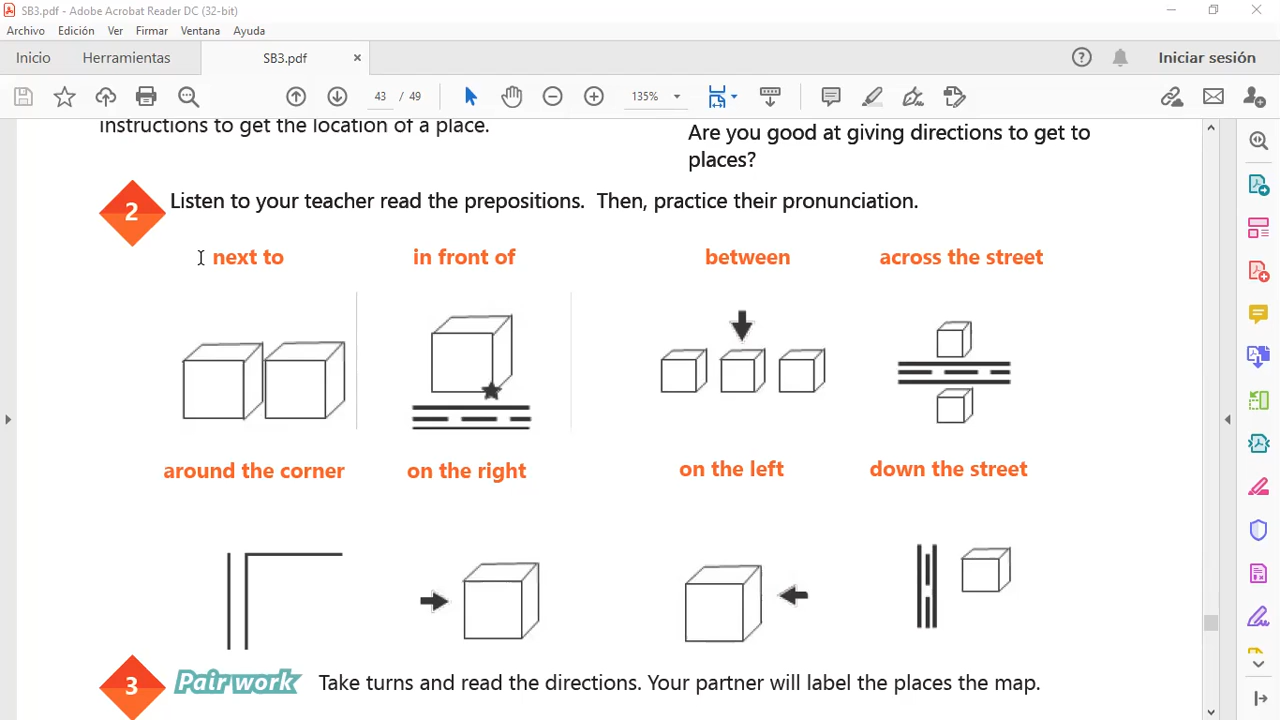 SB3.pdf - Adobe Acrobat Reader DC (32-bit)
Archivo Edición Ver Firmar Ventana Ayuda
Inicio Herramientas SB3.pdf × ? Iniciar sesión
43 / 49 135%
instructions to get the location of a place.
Are you good at giving directions to get to
places?
2 Listen to your teacher read the prepositions. Then, practice their pronunciation.
next to in front of between across the street
around the corner on the right on the left down the street
3 Pair work Take turns and read the directions. Your partner will label the places the map.